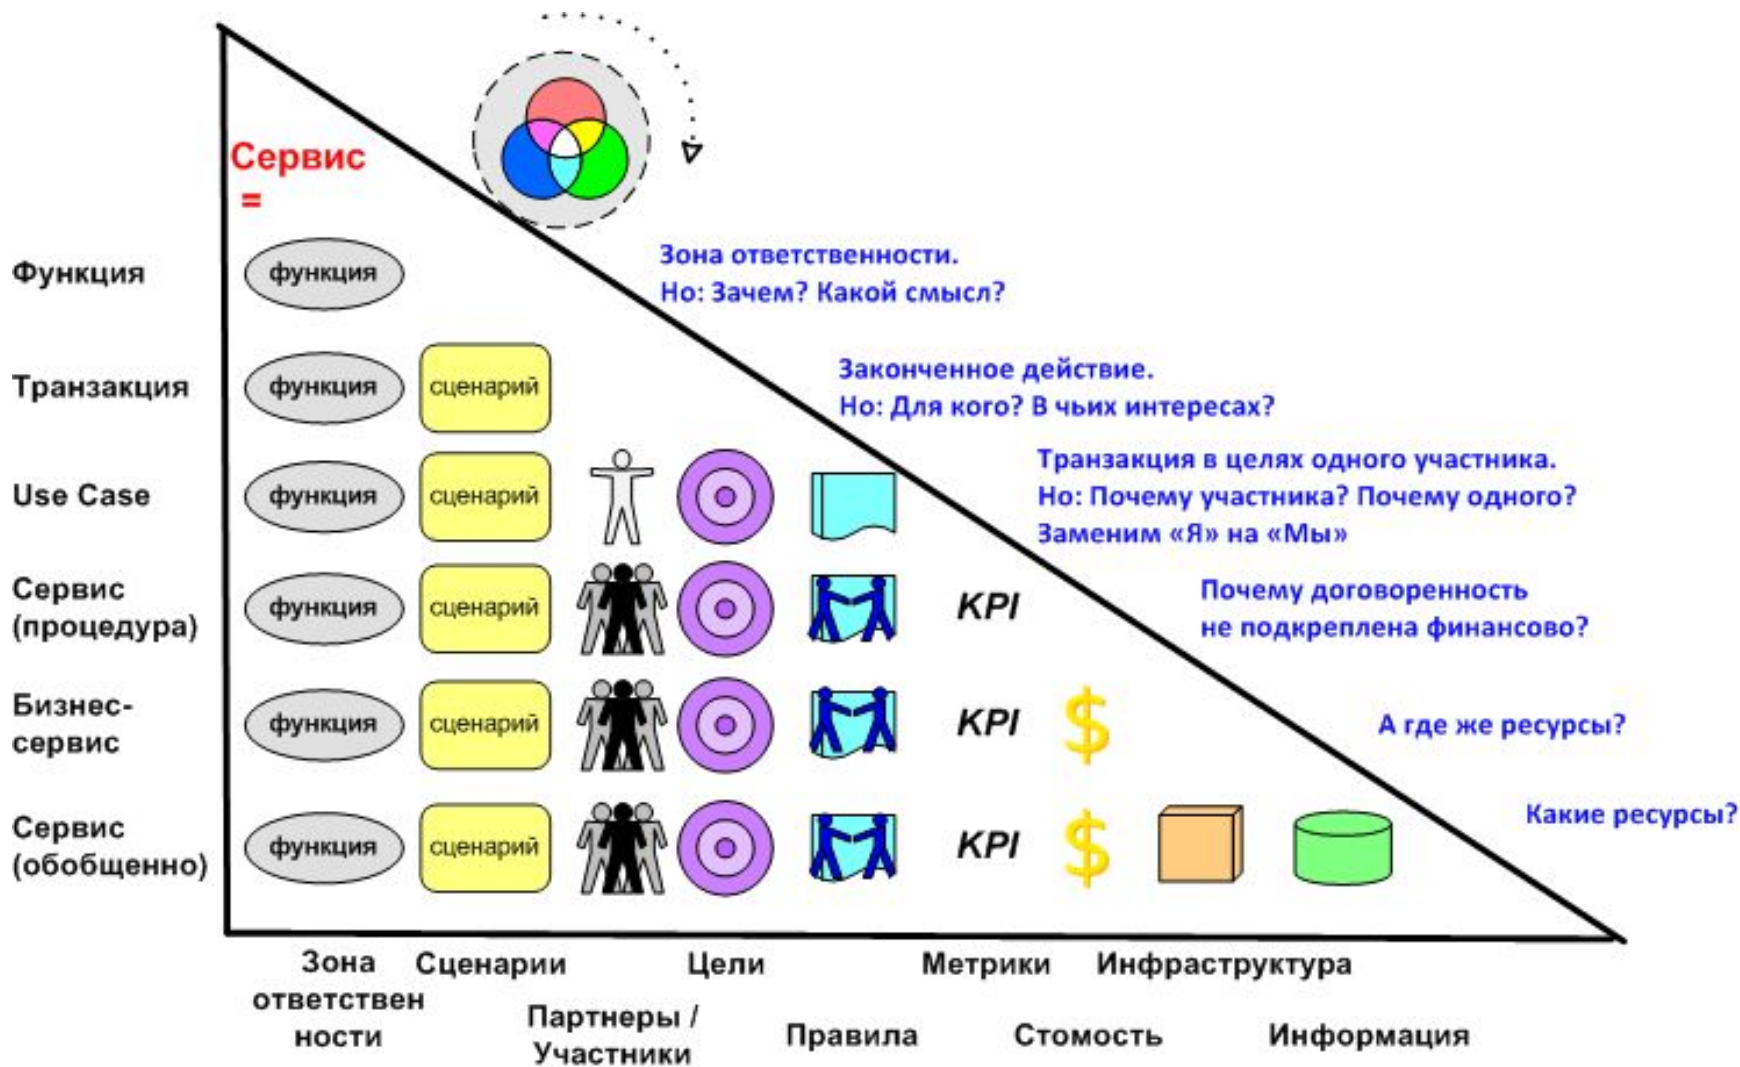 Сервис
=
Функция
функция
Зона ответственности.
Но: Зачем? Какой смысл?
Транзакция
функция
сценарий
Законченное действие.
Но: Для кого? В чьих интересах?
Use Case
функция
сценарий
Транзакция в целях одного участника.
Но: Почему участника? Почему одного?
Заменим «Я» на «Мы»
Сервис
(процедура)
функция
сценарий
KPI
Почему договоренность
не подкреплена финансово?
Бизнес-
сервис
функция
сценарий
KPI
$
А где же ресурсы?
Сервис
(обобщенно)
функция
сценарий
KPI
$
Какие ресурсы?
Зона
ответствен
ности
Сценарии
Партнеры /
Участники
Цели
Правила
Метрики
Стомость
Инфраструктура
Информация